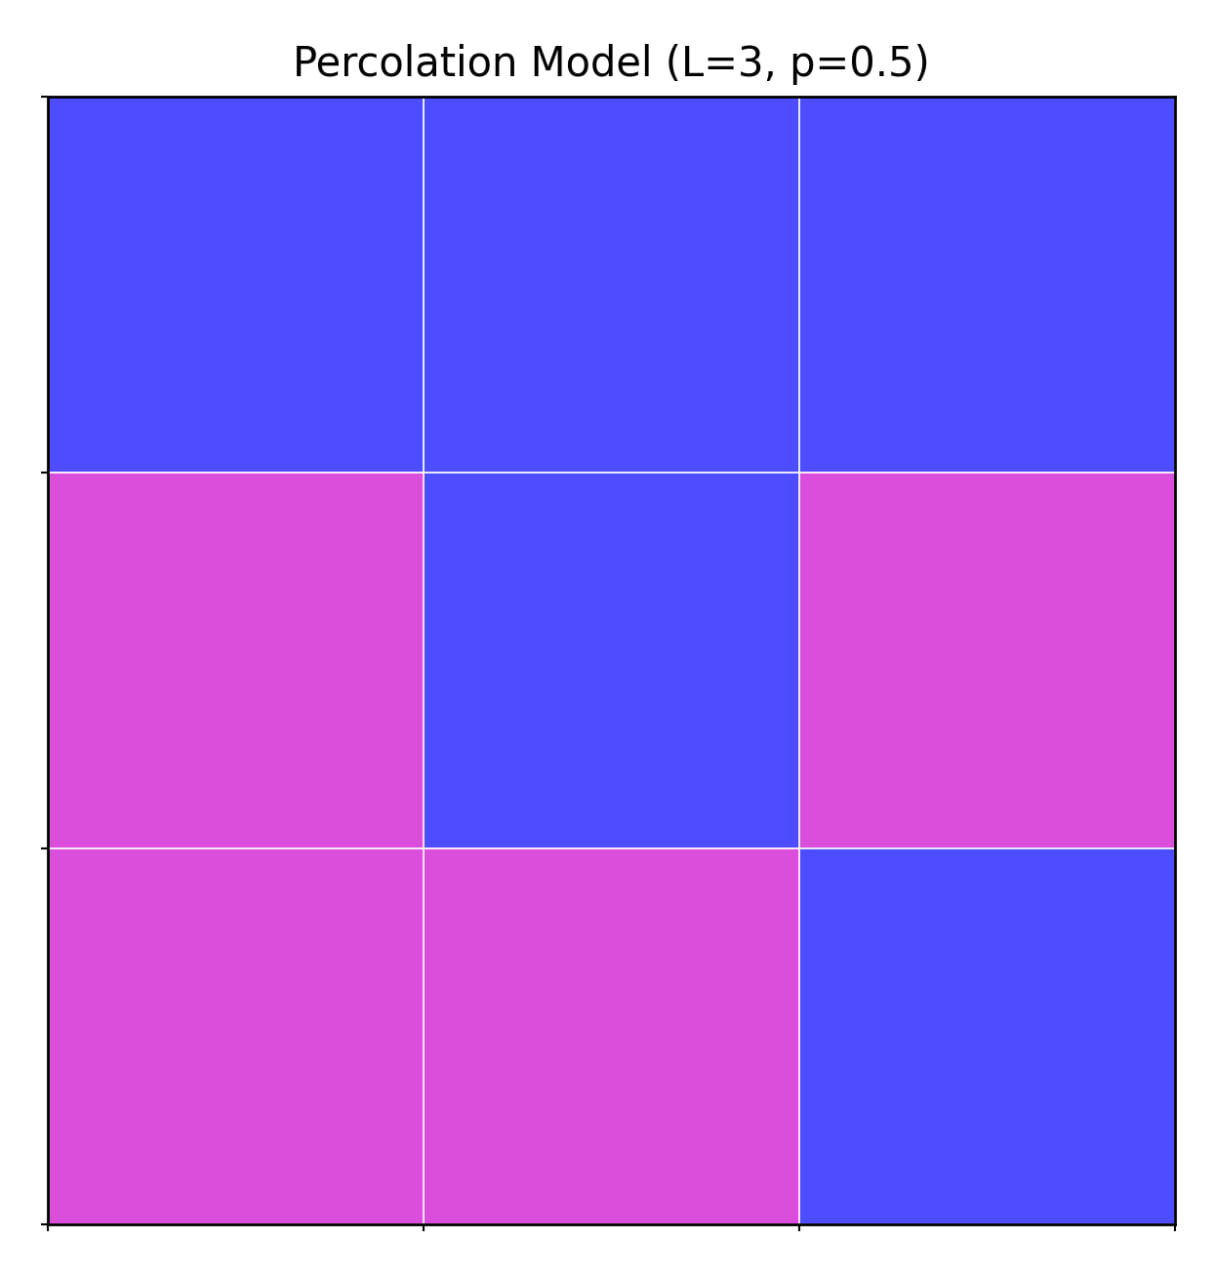 Percolation Model (L=3, p=0.5)